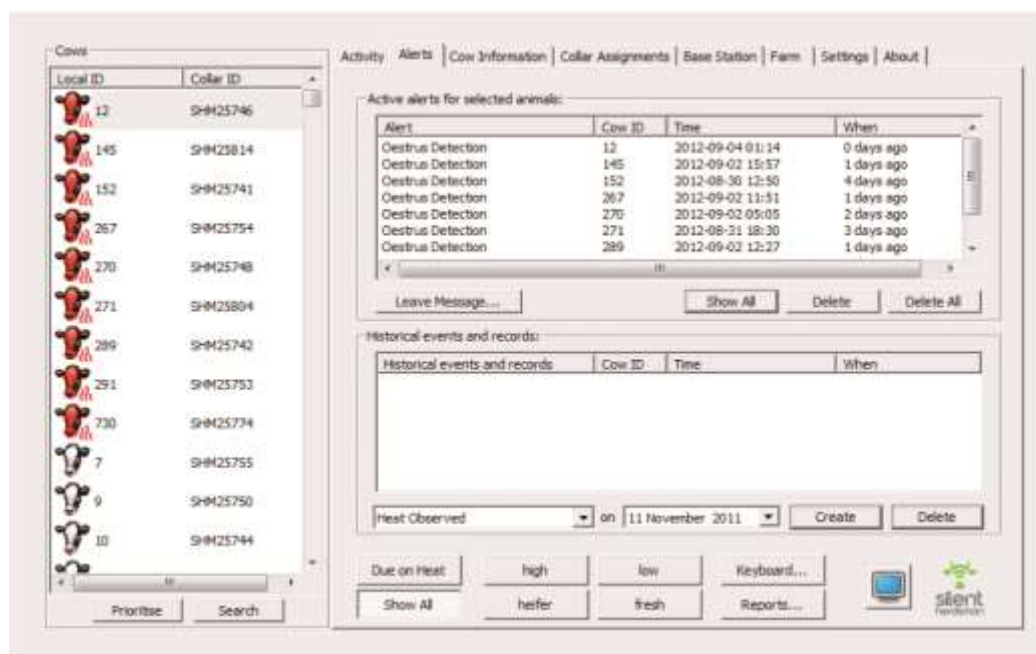 Cows
Local ID Collar ID
12 SHM25746
145 SHM25814
152 SHM25741
267 SHM25754
270 SHM25748
271 SHM25804
289 SHM25742
291 SHM25753
730 SHM25774
7 SHM25755
9 SHM25750
10 SHM25744
Prioritise Search
Activity Alerts Cow Information Collar Assignments Base Station Farm Settings About
Active alerts for selected animals:
Alert Cow ID Time When
Oestrus Detection 12 2012-09-04 01:14 0 days ago
Oestrus Detection 145 2012-09-02 15:57 1 days ago
Oestrus Detection 152 2012-08-30 12:50 4 days ago
Oestrus Detection 267 2012-09-02 11:51 1 days ago
Oestrus Detection 270 2012-09-02 05:05 2 days ago
Oestrus Detection 271 2012-08-31 18:30 3 days ago
Oestrus Detection 289 2012-09-02 12:27 1 days ago
Leave Message... Show All Delete Delete All
Historical events and records:
Historical events and records Cow ID Time When
Heat Observed on 11 November 2011 Create Delete
Due on Heat high low Keyboard...
Show All heifer fresh Reports...
silent
herdsman